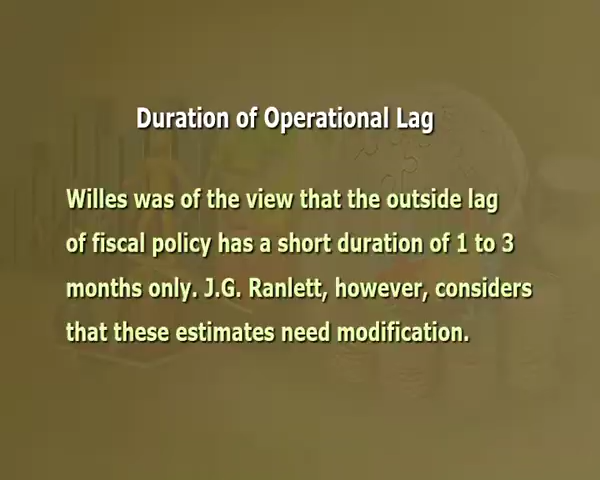 Duration of Operational Lag
Willes was of the view that the outside lag
of fiscal policy has a short duration of 1 to 3
months only. J.G. Ranlett, however, considers
that these estimates need modification.